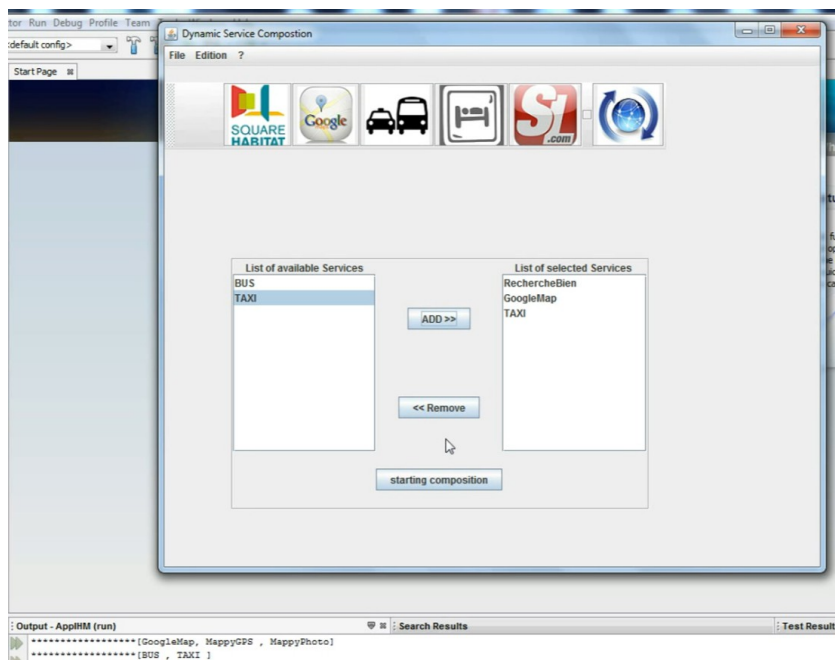 tor Run Debug Profile Team
<default config>
Start Page
Dynamic Service Compostion
File Edition ?
SQUARE
HABITAT
Google
S1
.com
List of available Services
BUS
TAXI
ADD >>
<< Remove
List of selected Services
RechercheBien
GoogleMap
TAXI
starting composition
Output - ApplHM (run)
Search Results
Test Result
******************[GoogleMap, MappyGPS , MappyPhoto]
******************[BUS , TAXI ]